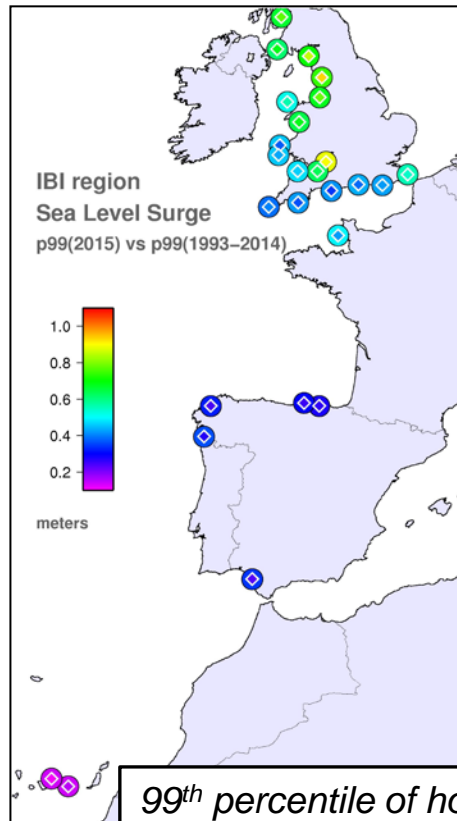 IBI region
Sea Level Surge
p99(2015) vs p99(1993−2014)
1.0
0.8
0.6
0.4
0.2
meters
99th percentile of ho